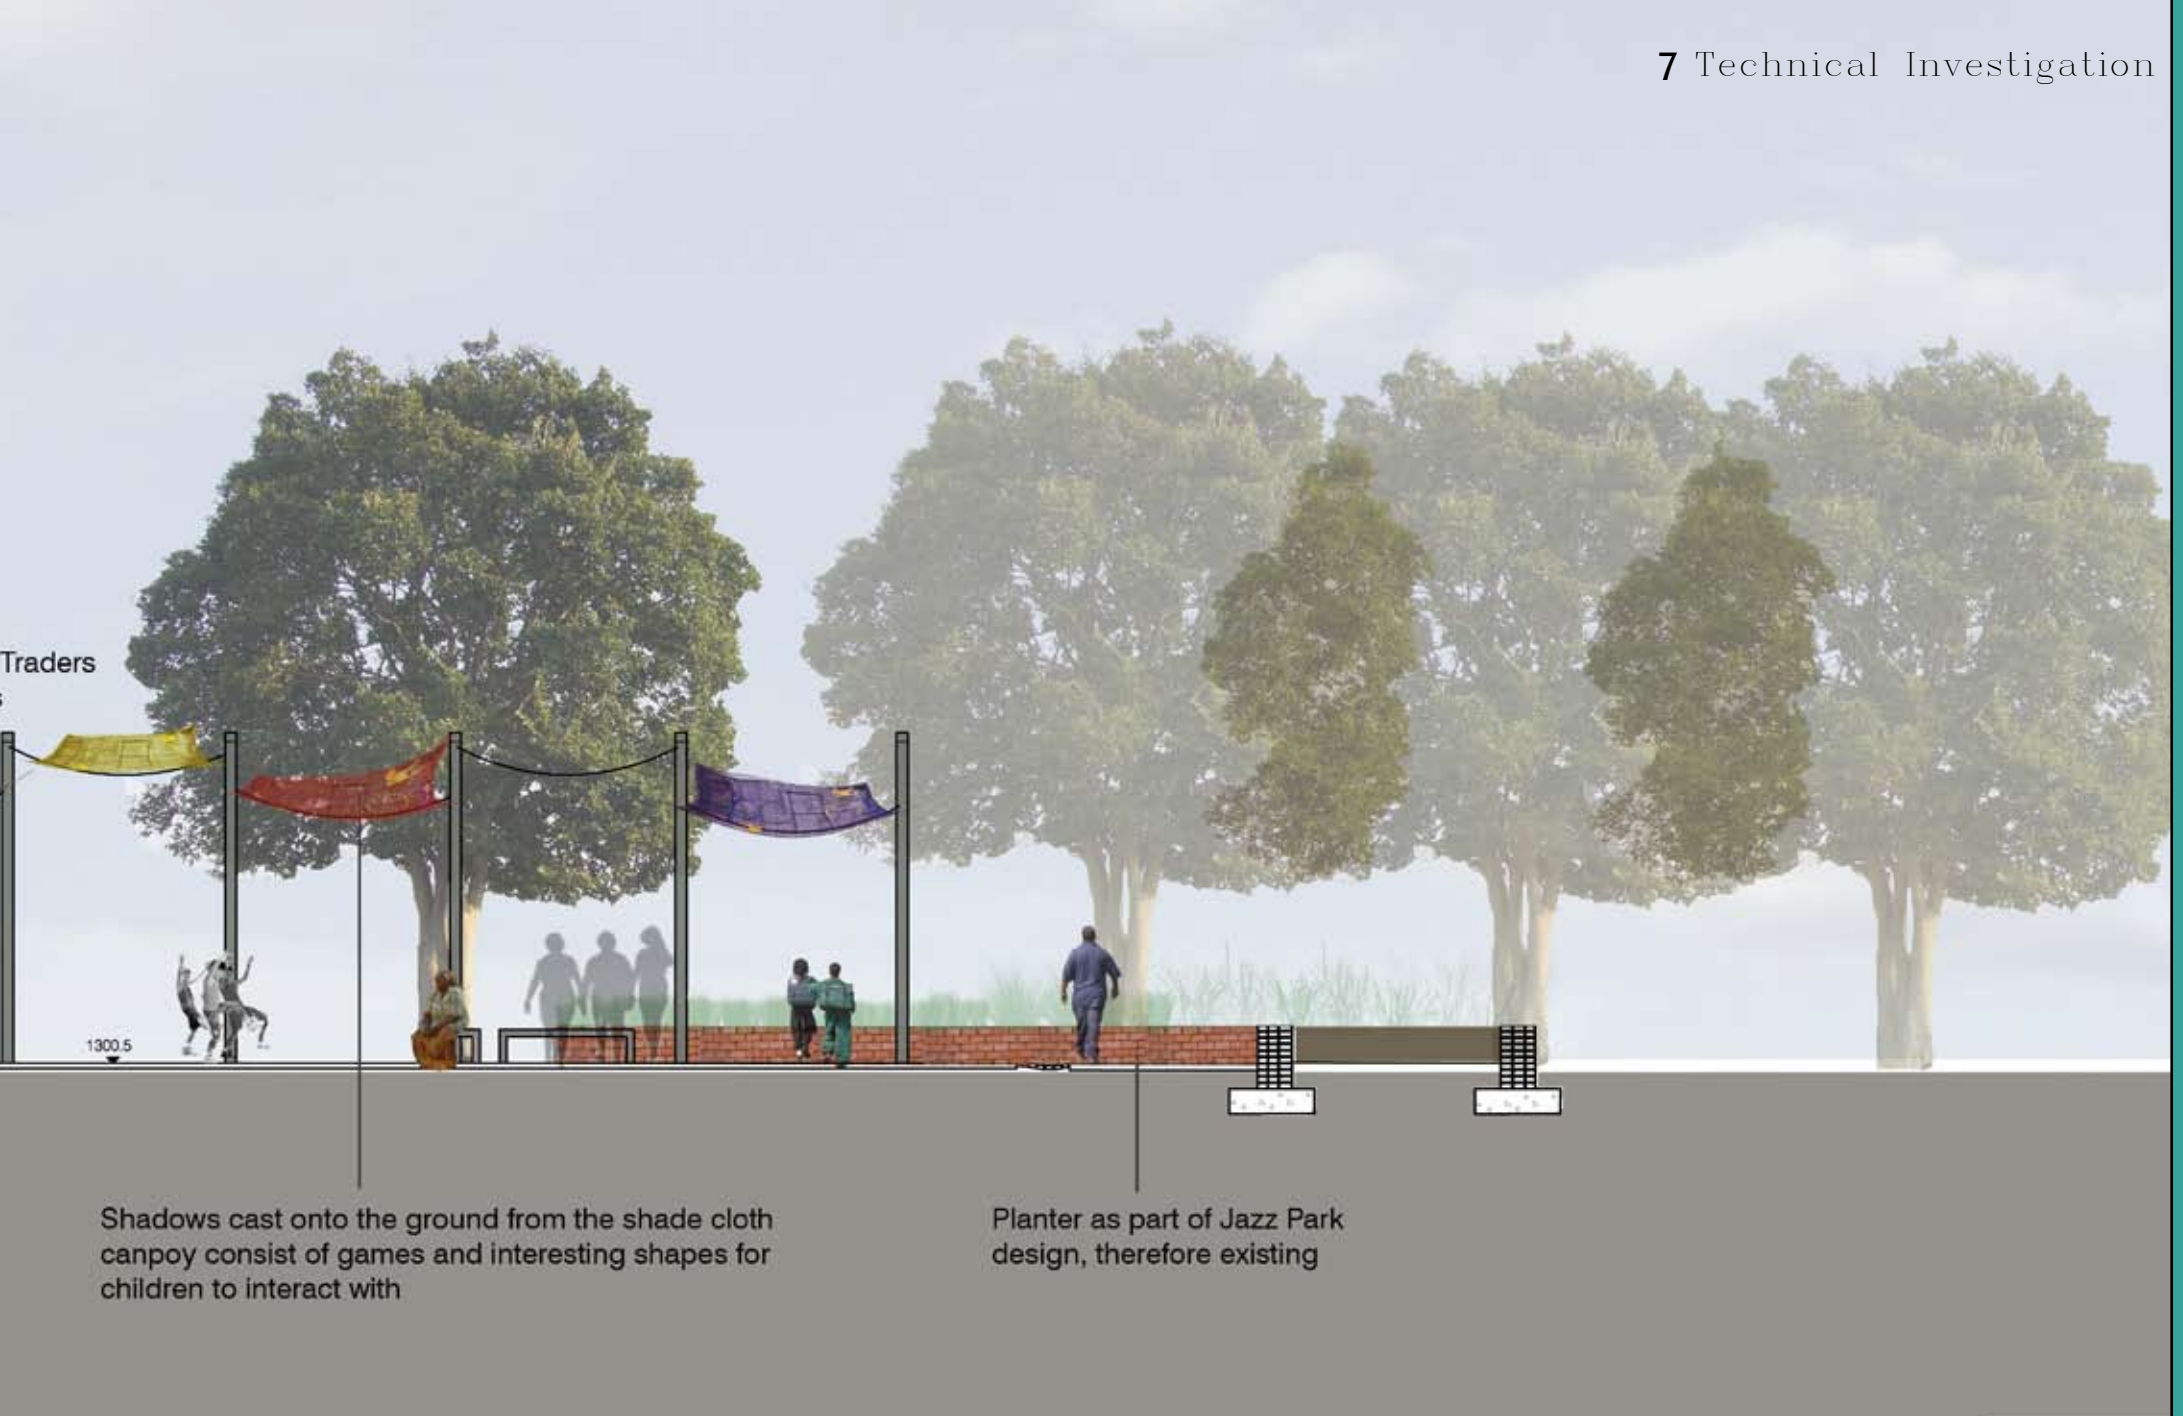 7 Technical Investigation
Traders
1300.5
Shadows cast onto the ground from the shade cloth
canpoy consist of games and interesting shapes for
children to interact with
Planter as part of Jazz Park
design, therefore existing